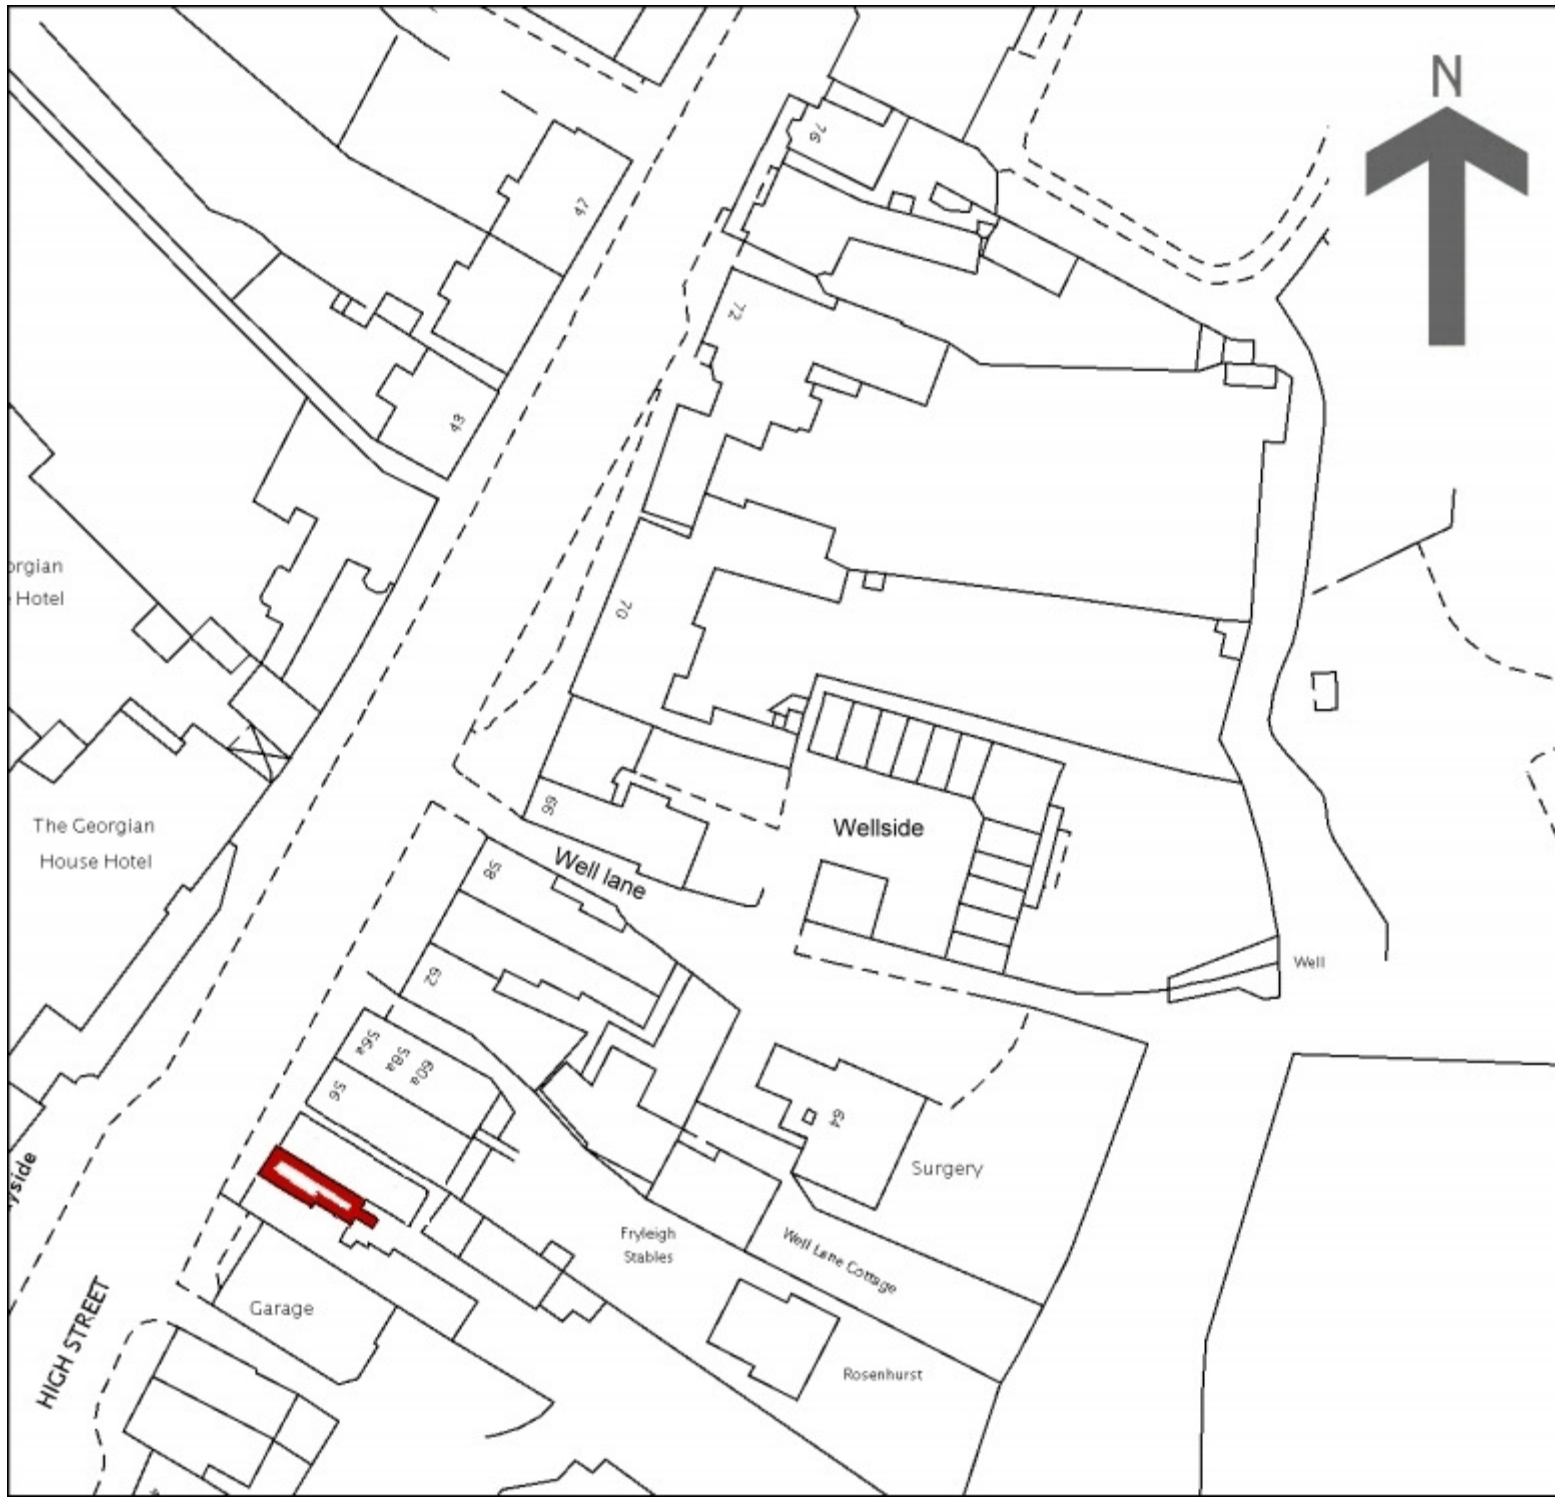 N
76
47
72
43
orgian
Hotel
70
The Georgian
House Hotel
66
Wellside
Well lane
58
62
Well
56a
58a
60a
56
64
Surgery
yside
Fryleigh
Stables
Well Lane Cottage
Garage
HIGH STREET
Rosenhurst